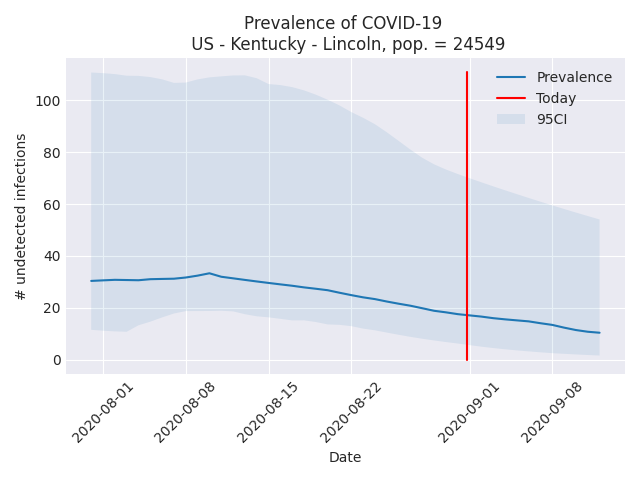 Prevalence of COVID-19
US - Kentucky - Lincoln, pop. = 24549
Prevalence
Today
95CI
# undetected infections
100
80
60
40
20
0
2020-08-01
2020-08-08
2020-08-15
2020-08-22
2020-09-01
2020-09-08
Date